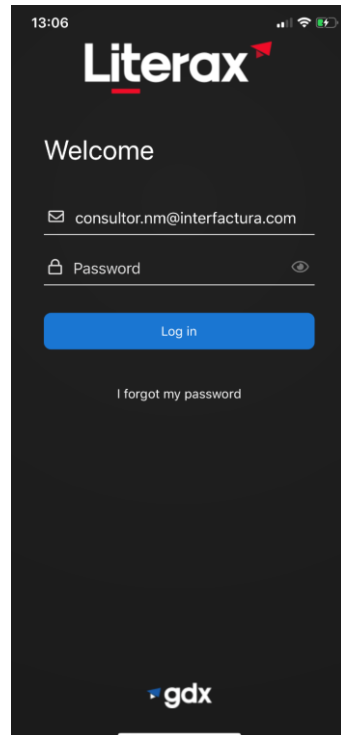 13:06
Literax
Welcome
consultor.nm@interfactura.com
Password
Log in
I forgot my password
gdx